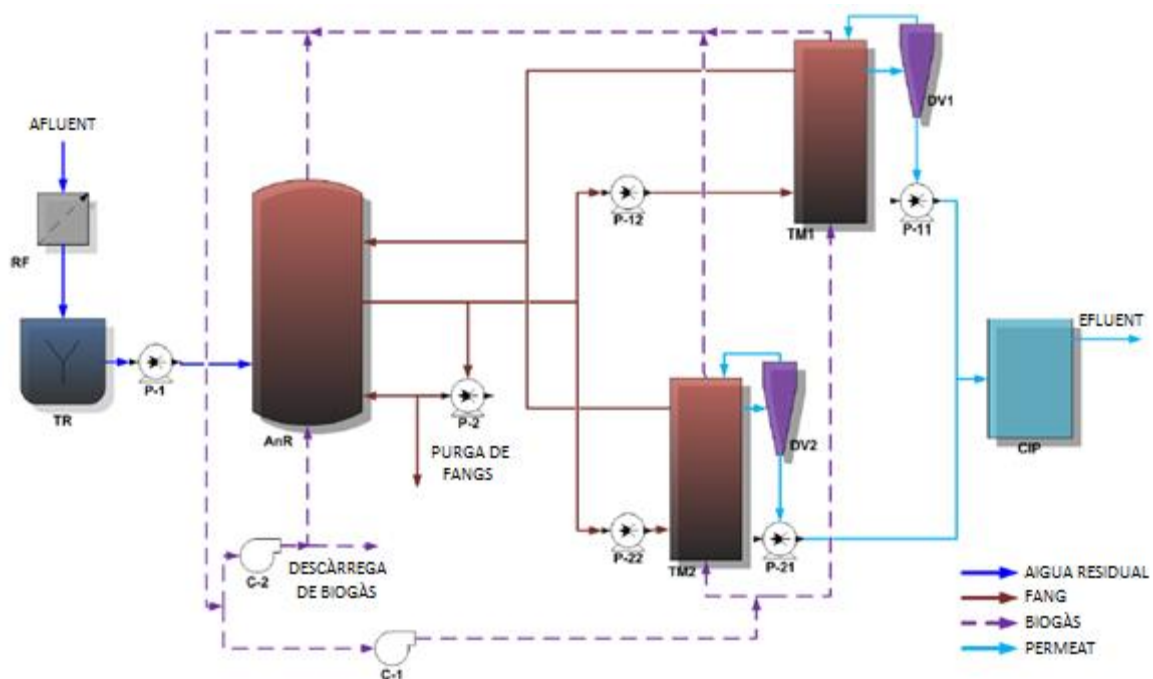 AFLUENT
RF
TR
P-1
AnR
P-2
PURGA DE
FANGS
C-2
DESCÀRREGA
DE BIOGÀS
C-1
P-12
P-22
TM1
DV1
P-11
TM2
DV2
P-21
CIP
EFLUENT
AIGUA RESIDUAL
FANG
BIOGÀS
PERMEAT